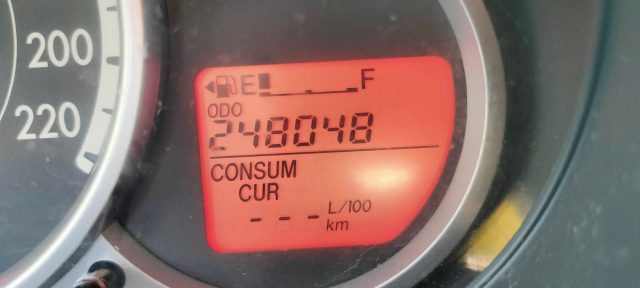 200
220
E F
ODO
248048
CONSUM
CUR
--- L/100
km